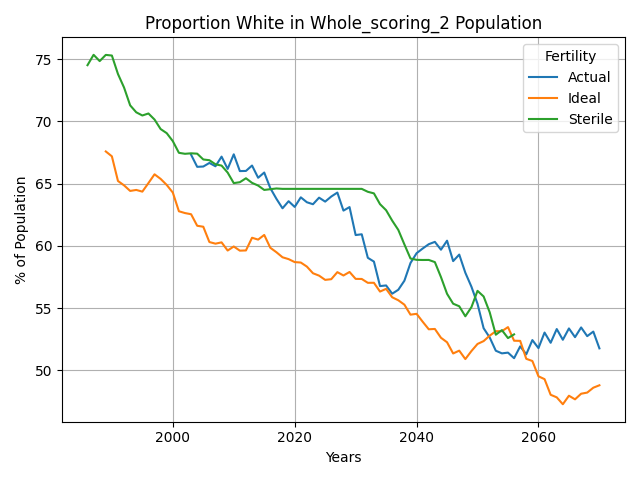 Proportion White in Whole_scoring_2 Population
Fertility
Actual
Ideal
Sterile
% of Population
75
70
65
60
55
50
2000
2020
2040
2060
Years